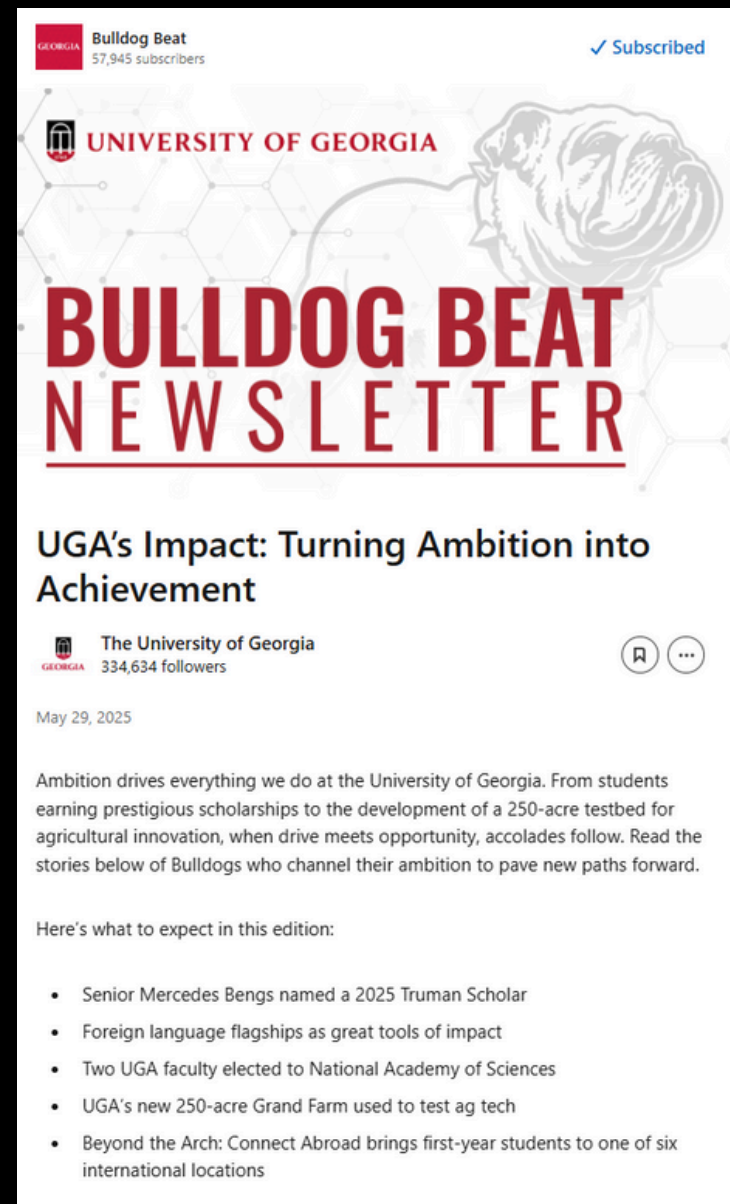 GEORGIA
Bulldog Beat
57,945 subscribers
✓ Subscribed
1785
UNIVERSITY OF GEORGIA
BULLDOG BEAT
NEWSLETTER
UGA’s Impact: Turning Ambition into
Achievement
GEORGIA
The University of Georgia
334,634 followers
May 29, 2025
Ambition drives everything we do at the University of Georgia. From students
earning prestigious scholarships to the development of a 250-acre testbed for
agricultural innovation, when drive meets opportunity, accolades follow. Read the
stories below of Bulldogs who channel their ambition to pave new paths forward.
Here’s what to expect in this edition:
• Senior Mercedes Bengs named a 2025 Truman Scholar
• Foreign language flagships as great tools of impact
• Two UGA faculty elected to National Academy of Sciences
• UGA’s new 250-acre Grand Farm used to test ag tech
• Beyond the Arch: Connect Abroad brings first-year students to one of six
international locations